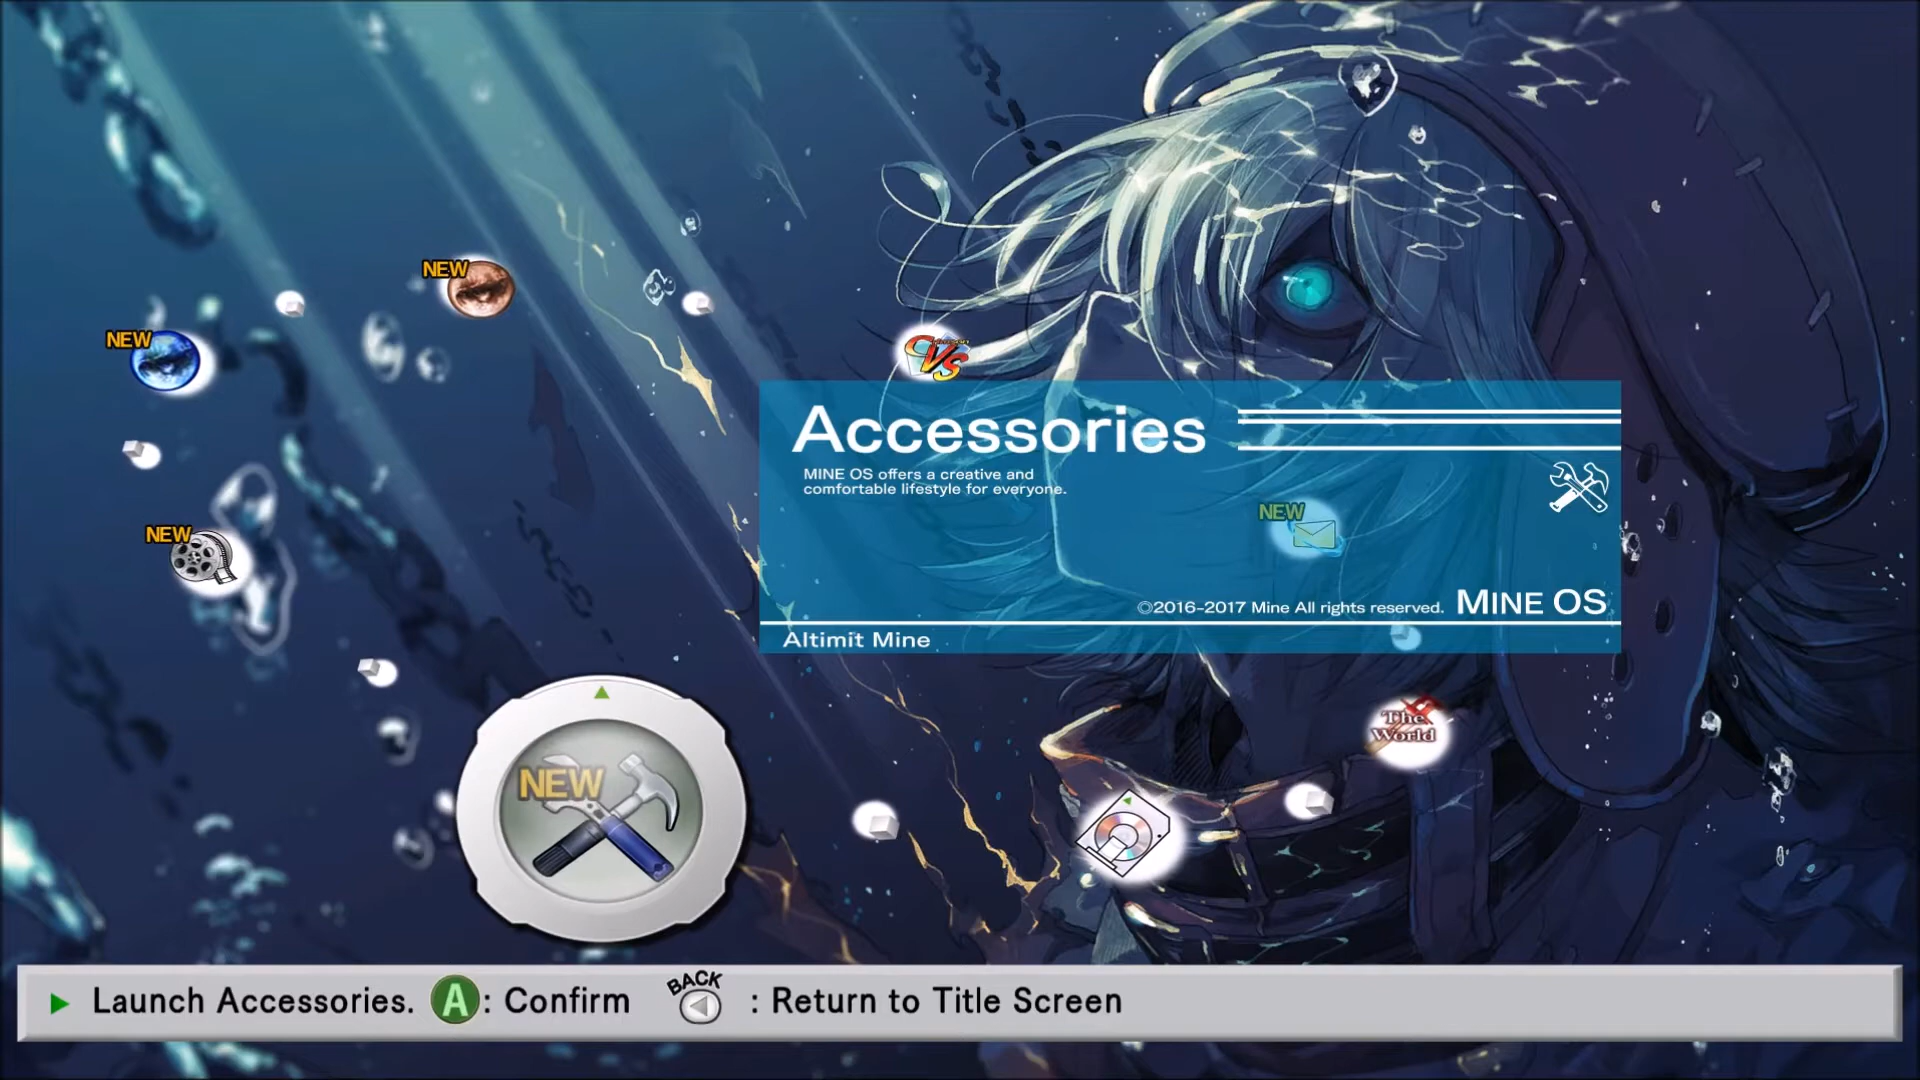 NEW
NEW
VS
Accessories
MINE OS offers a creative and
comfortable lifestyle for everyone.
NEW
NEW
©2016-2017 Mine All rights reserved. MINE OS
Altimit Mine
The
World
NEW
Launch Accessories. A : Confirm BACK : Return to Title Screen